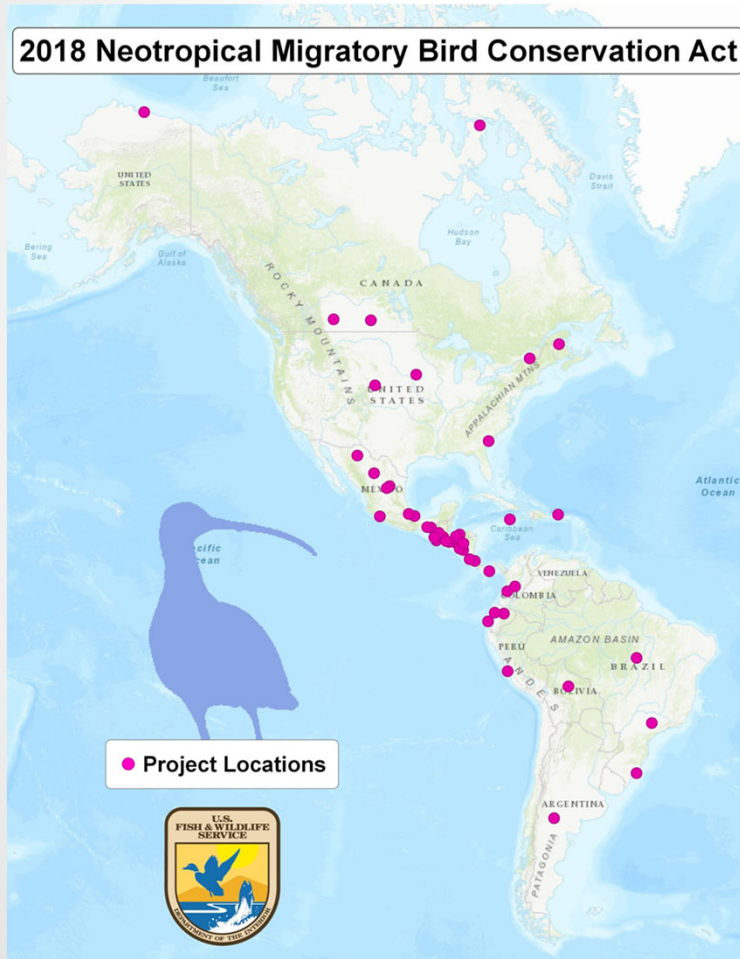 2018 Neotropical Migratory Bird Conservation Act
Beaufort
Sea
UNITED
STATES
Davis
Strait
Bering
Sea
Gulf of
Alaska
Hudson
Bay
CANADA
ROCKY MOUNTAINS
UNITED
STATES
APPALACHIAN MTNS
MEXICO
Atlantic
Ocean
Caribbean
Sea
cific
cean
VENEZUELA
COLOMBIA
PERU
AMAZON BASIN
BRAZIL
ANDES
BOLIVIA
Project Locations
ARGENTINA
PATAGONIA
U.S.
FISH & WILDLIFE
SERVICE
DEPARTMENT OF THE INTERIOR